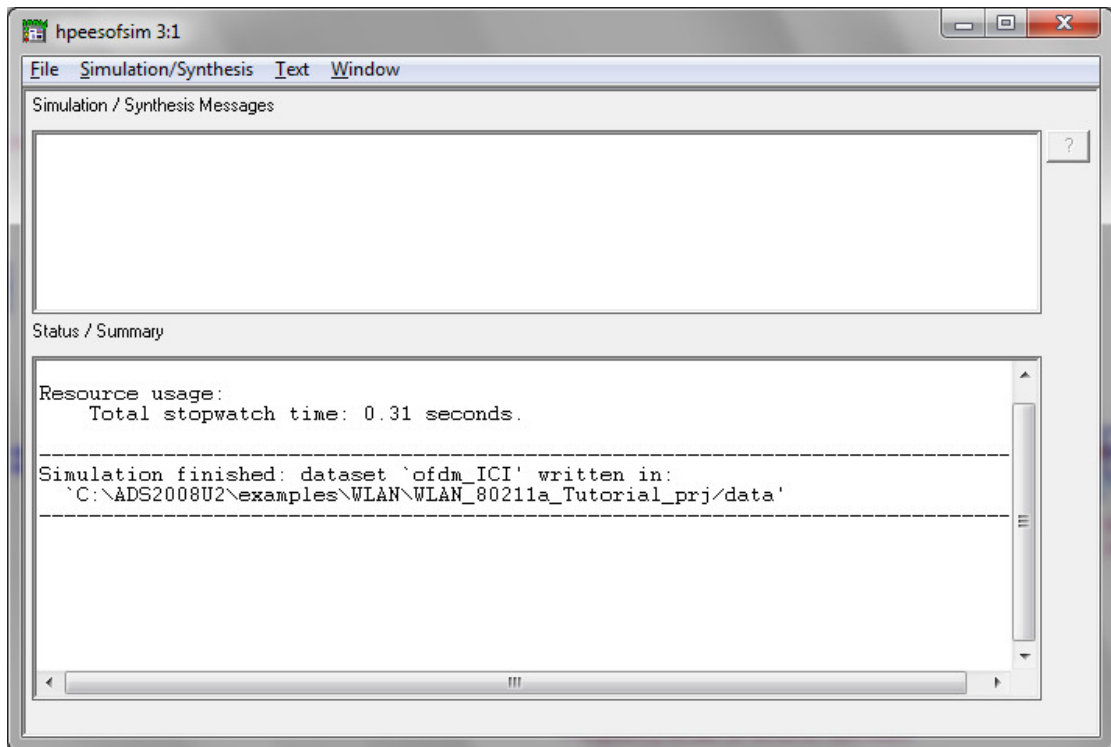 hpeesofsim 3:1
File Simulation/Synthesis Text Window
Simulation / Synthesis Messages
?
Status / Summary
Resource usage:
Total stopwatch time: 0.31 seconds.
Simulation finished: dataset `ofdm_ICI' written in:
`C:\ADS2008U2\examples\WLAN\WLAN_80211a_Tutorial_prj/data'